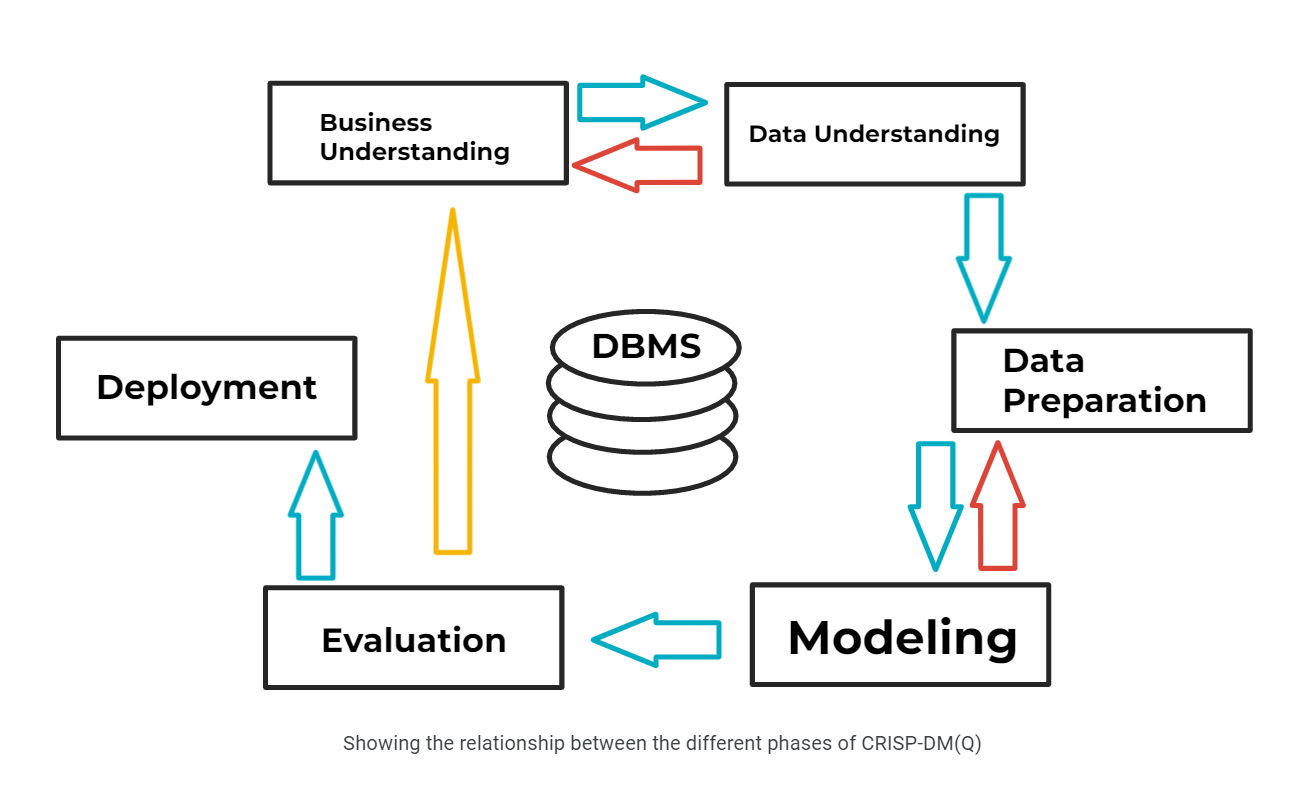 Business
Understanding
Data Understanding
DBMS
Deployment
Data
Preparation
Evaluation
Modeling
Showing the relationship between the different phases of CRISP-DM(Q)